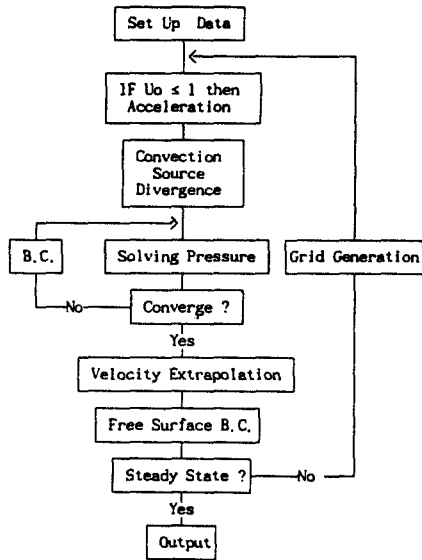 Set Up Data
IF Uo ≤ 1 then
Acceleration
Convection
Source
Divergence
B.C.
Solving Pressure
Grid Generation
No
Converge ?
Yes
Velocity Extrapolation
Free Surface B.C.
Steady State ?
No
Yes
Output